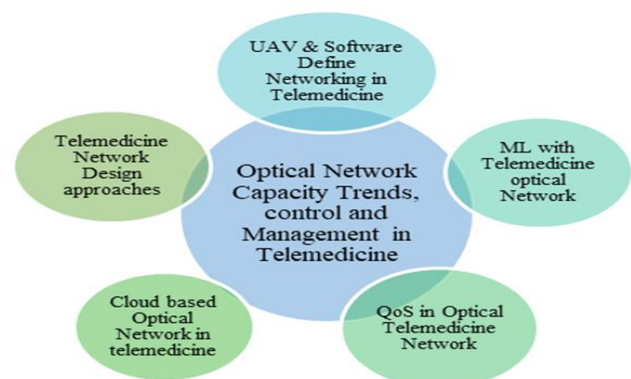 UAV & Software
Define
Networking in
Telemedicine
Telemedicine
Network
Design
approaches
ML with
Telemedicine
optical
Network
Optical Network
Capacity Trends,
control and
Management in
Telemedicine
Cloud based
Optical
Network in
telemedicine
QoS in Optical
Telemedicine
Network